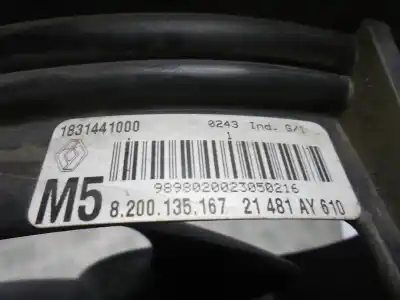 1831441000 0243 Ind. G/1
1
9898020023050216
M5 8.200.135.167 21 481 AY 610